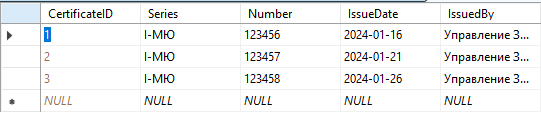 CertificateID Series Number IssueDate IssuedBy
1 I-МЮ 123456 2024-01-16 Управление З...
2 I-МЮ 123457 2024-01-21 Управление З...
3 I-МЮ 123458 2024-01-26 Управление З...
NULL NULL NULL NULL NULL